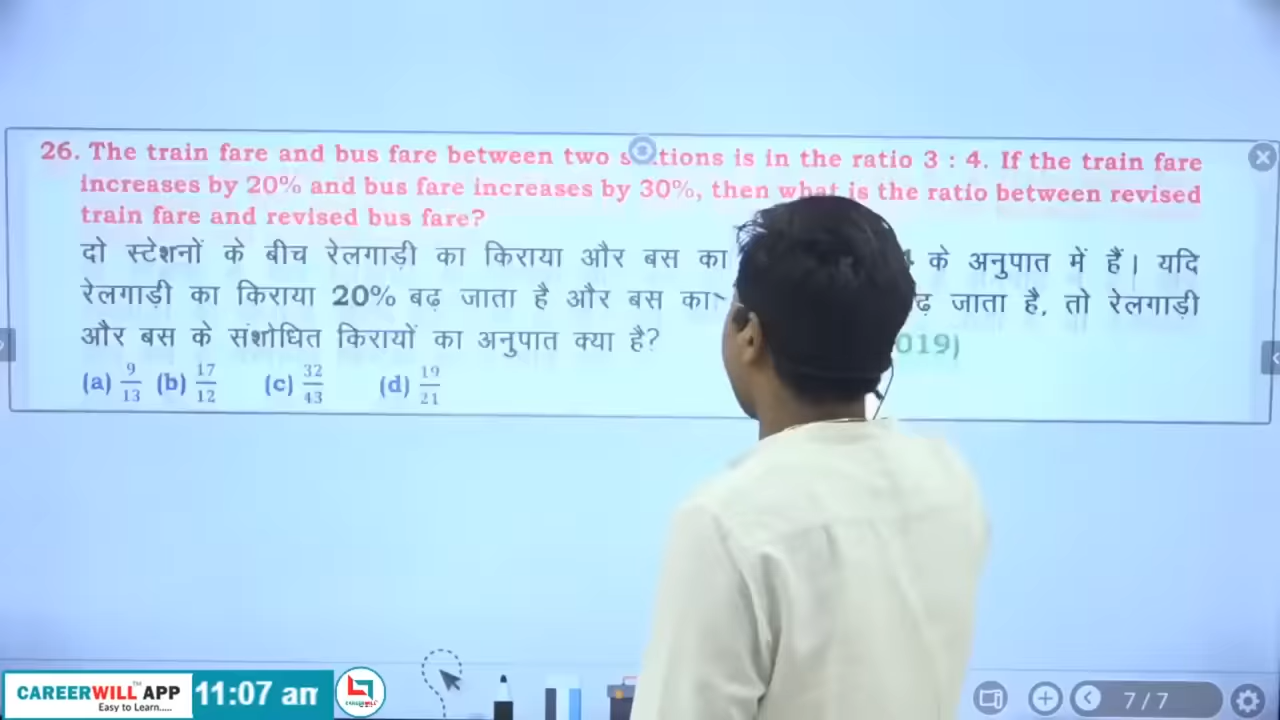 26. The train fare and bus fare between two stations is in the ratio 3 : 4. If the train fare
increases by 20% and bus fare increases by 30%, then what is the ratio between revised
train fare and revised bus fare?
दो स्टेशनों के बीच रेलगाड़ी का किराया और बस का के अनुपात में हैं। यदि
रेलगाड़ी का किराया 20% बढ़ जाता है और बस का जाता है, तो रेलगाड़ी
और बस के संशोधित किरायों का अनुपात क्या है? 019)
(a) 9/13 (b) 17/12 (c) 32/43 (d) 19/21
CAREERWILL APP
Easy to Learn.....
11:07 am
CAREERWILL
7/7